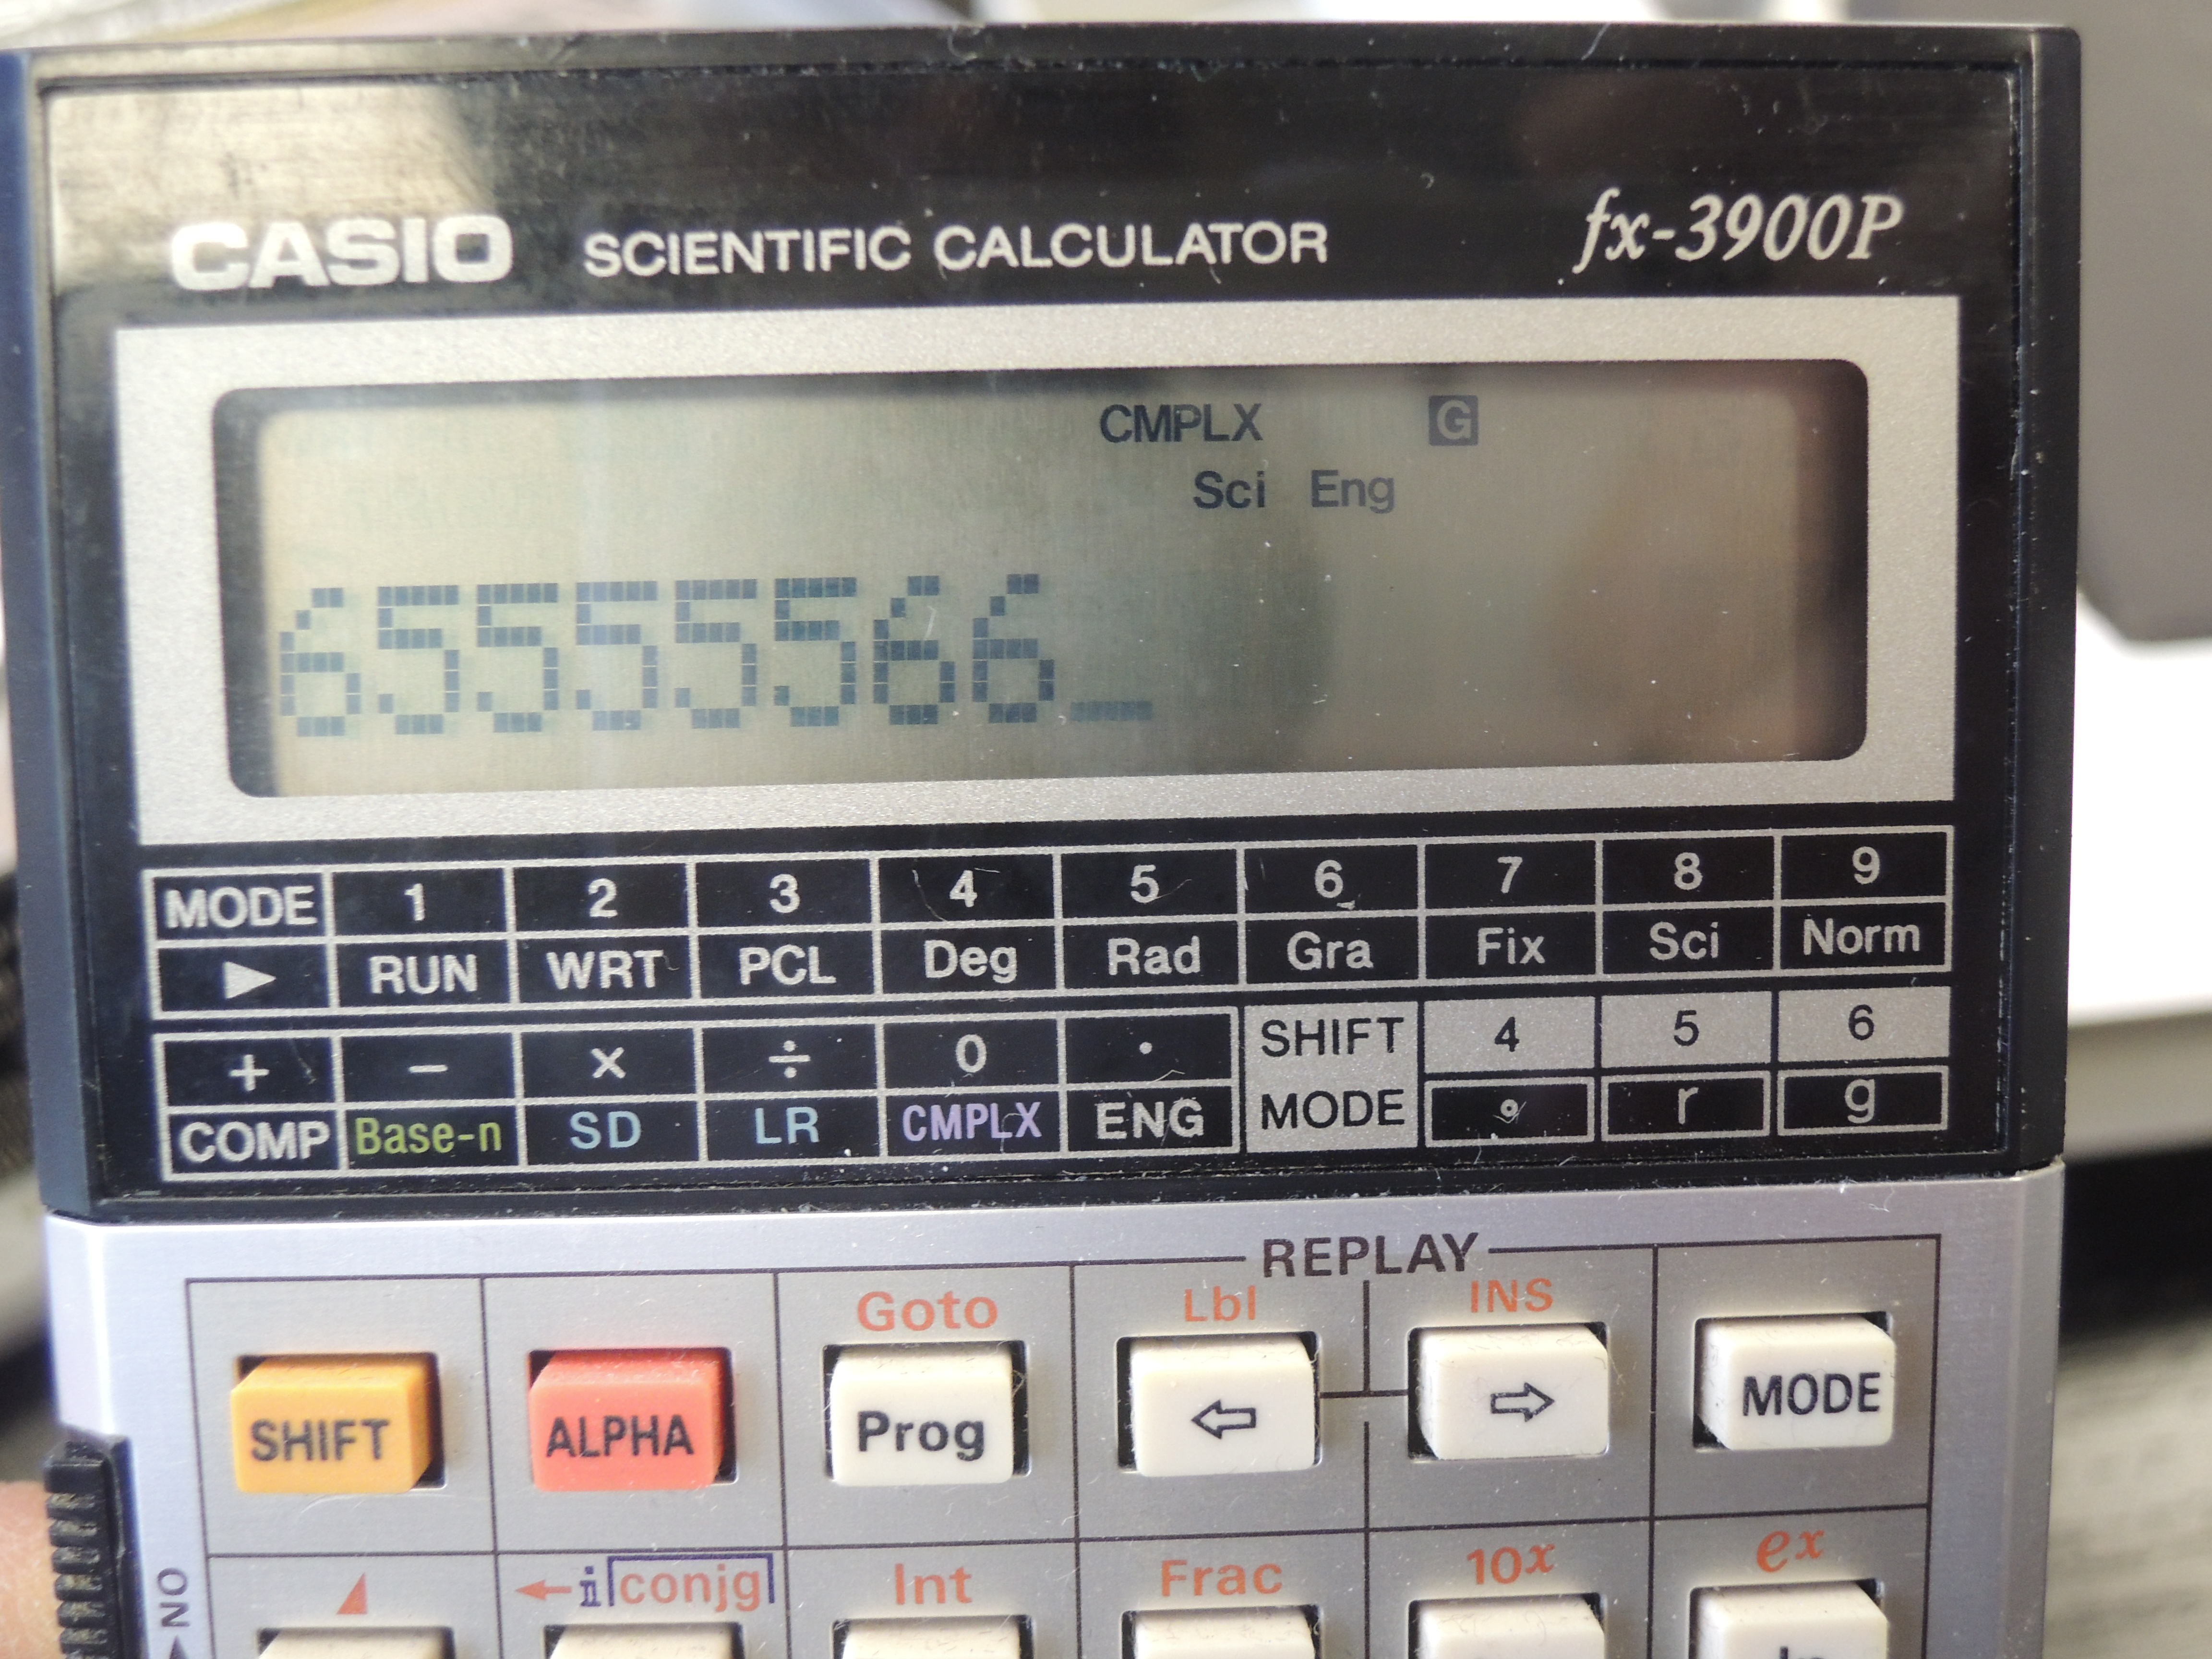 CASIO SCIENTIFIC CALCULATOR fx-3900P
CMPLX G
Sci Eng
65555566_
MODE 1 2 3 4 5 6 7 8 9
▶ RUN WRT PCL Deg Rad Gra Fix Sci Norm
+ − × ÷ 0 · SHIFT 4 5 6
COMP Base-n SD LR CMPLX ENG MODE ° r g
REPLAY
Goto Lbl INS
SHIFT ALPHA Prog ⇦ ⇨ MODE
◢ ←i conjg Int Frac 10x ex
ON